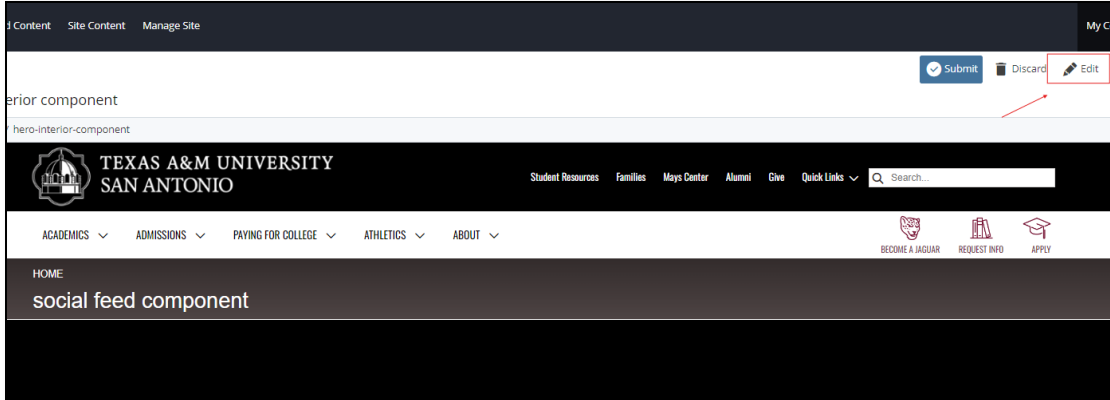 d Content Site Content Manage Site My C
Submit Discard Edit
erior component
/ hero-interior-component
TEXAS A&M UNIVERSITY
SAN ANTONIO
Student Resources Families Mays Center Alumni Give Quick Links Search...
ACADEMICS ADMISSIONS PAYING FOR COLLEGE ATHLETICS ABOUT
BECOME A JAGUAR REQUEST INFO APPLY
HOME
social feed component